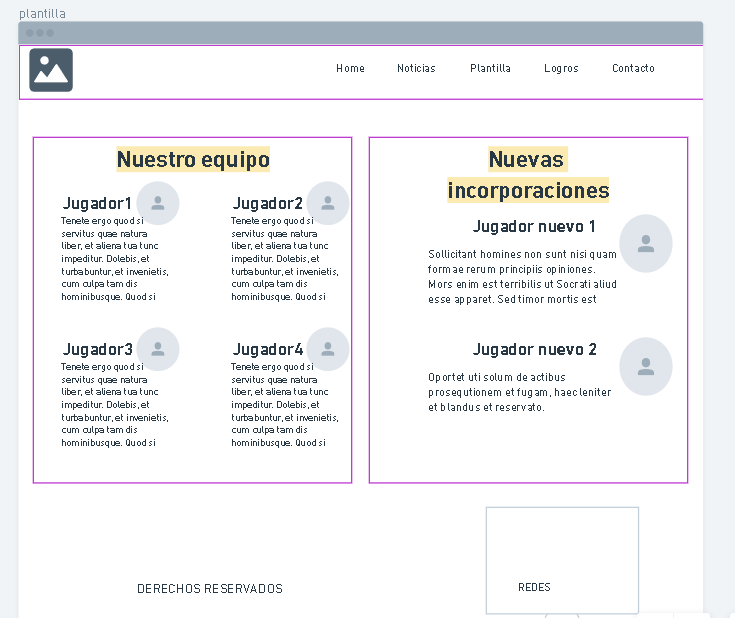 plantilla
Home Noticias Plantilla Logros Contacto
Nuestro equipo
Jugador1
Tenete ergo quod si
servitus quae natura
liber, et aliena tua tunc
impeditur. Dolebis, et
turbabuntur, et invenietis,
cum culpa tam dis
hominibusque. Quod si
Jugador2
Tenete ergo quod si
servitus quae natura
liber, et aliena tua tunc
impeditur. Dolebis, et
turbabuntur, et invenietis,
cum culpa tam dis
hominibusque. Quod si
Jugador3
Tenete ergo quod si
servitus quae natura
liber, et aliena tua tunc
impeditur. Dolebis, et
turbabuntur, et invenietis,
cum culpa tam dis
hominibusque. Quod si
Jugador4
Tenete ergo quod si
servitus quae natura
liber, et aliena tua tunc
impeditur. Dolebis, et
turbabuntur, et invenietis,
cum culpa tam dis
hominibusque. Quod si
Nuevas
incorporaciones
Jugador nuevo 1
Sollicitant homines non sunt nisi quam
formae rerum principiis opiniones.
Mors enim est terribilis ut Socrati aliud
esse apparet. Sed timor mortis est
Jugador nuevo 2
Oportet uti solum de actibus
prosequtionem et fugam, haec leniter
et blandus et reservato.
DERECHOS RESERVADOS
REDES